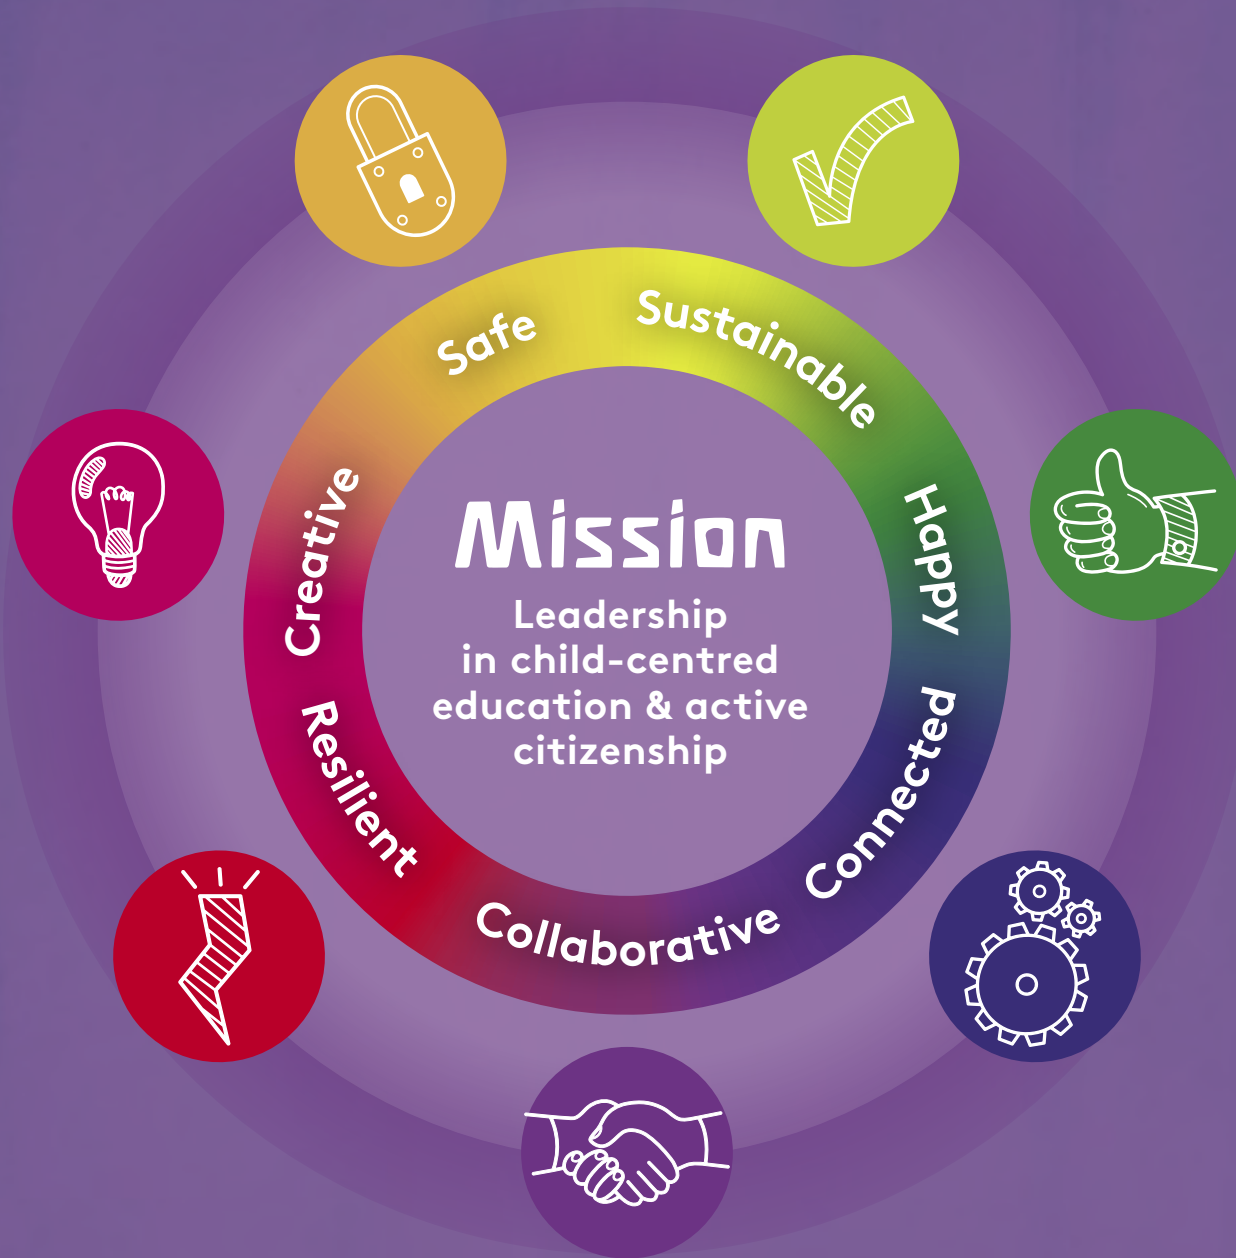 Safe
Sustainable
Happy
Connected
Collaborative
Resilient
Creative
Mission
Leadership
in child-centred
education & active
citizenship